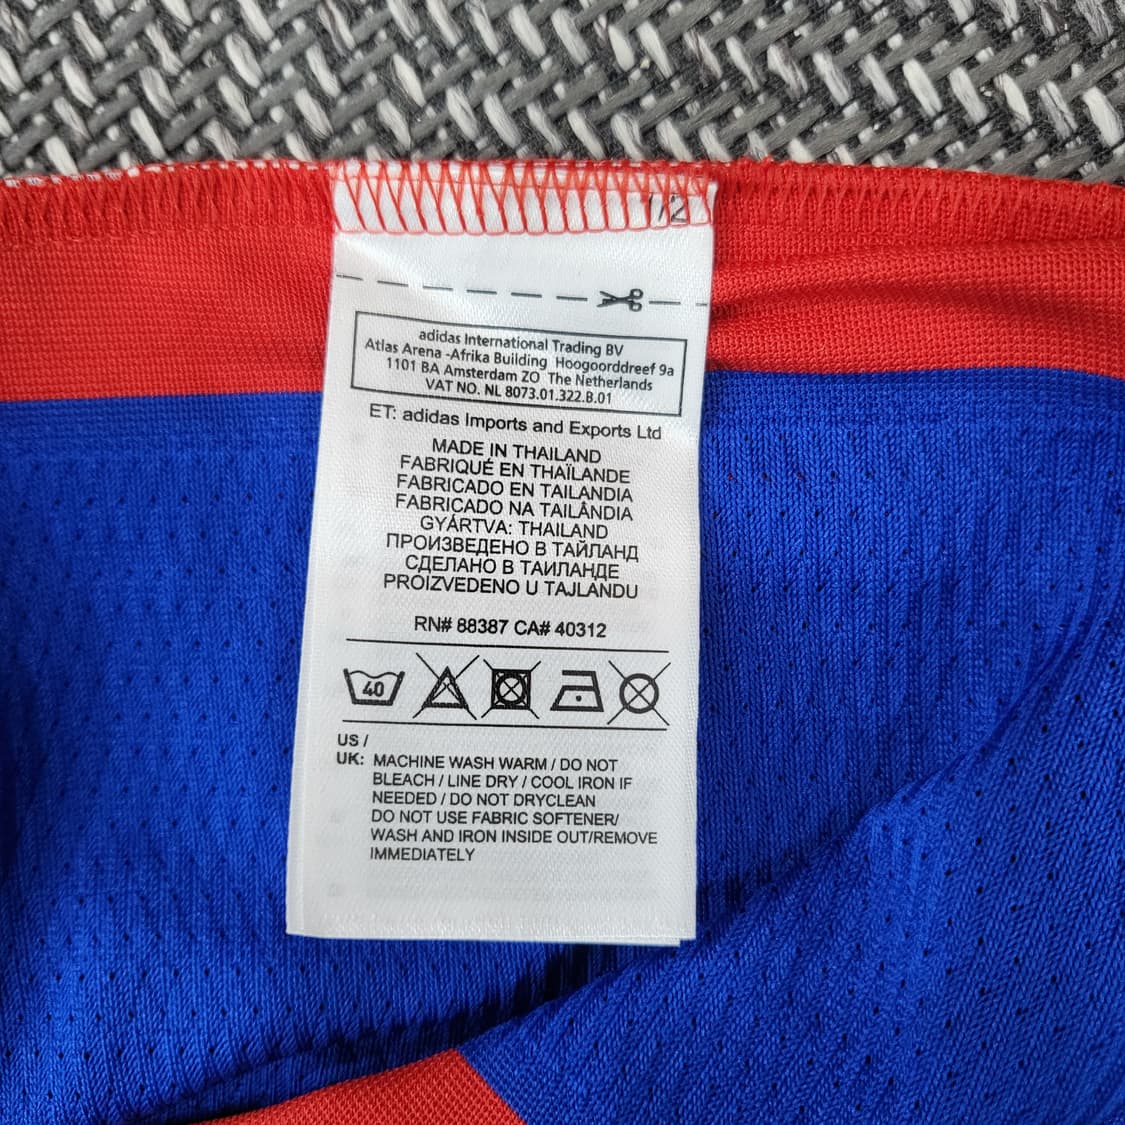 1/2
adidas International Trading BV
Atlas Arena -Afrika Building Hoogoorddreef 9a
1101 BA Amsterdam ZO The Netherlands
VAT NO. NL 8073.01.322.B.01
ET: adidas Imports and Exports Ltd
MADE IN THAILAND
FABRIQUÉ EN THAÏLANDE
FABRICADO EN TAILANDIA
FABRICADO NA TAILÂNDIA
GYÁRTVA: THAILAND
ПРОИЗВЕДЕНО В ТАЙЛАНД
СДЕЛАНО В ТАИЛАНДЕ
PROIZVEDENO U TAJLANDU
RN# 88387 CA# 40312
40
US /
UK: MACHINE WASH WARM / DO NOT
BLEACH / LINE DRY / COOL IRON IF
NEEDED / DO NOT DRYCLEAN
DO NOT USE FABRIC SOFTENER/
WASH AND IRON INSIDE OUT/REMOVE
IMMEDIATELY